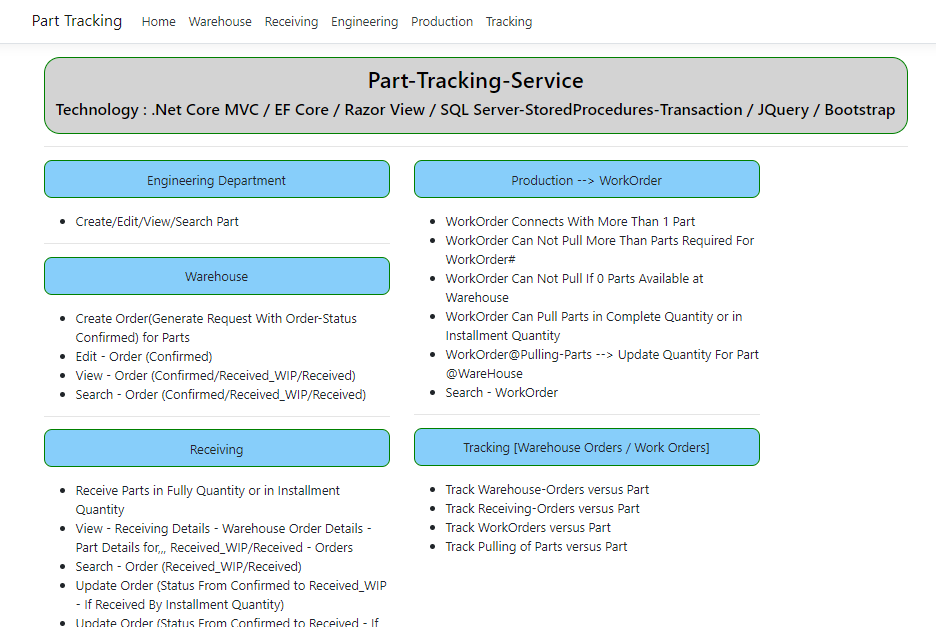 Part Tracking Home Warehouse Receiving Engineering Production Tracking
Part-Tracking-Service
Technology : .Net Core MVC / EF Core / Razor View / SQL Server-StoredProcedures-Transaction / JQuery / Bootstrap
Engineering Department
Create/Edit/View/Search Part
Warehouse
Create Order(Generate Request With Order-Status
Confirmed) for Parts
Edit - Order (Confirmed)
View - Order (Confirmed/Received_WIP/Received)
Search - Order (Confirmed/Received_WIP/Received)
Receiving
Receive Parts in Fully Quantity or in Installment
Quantity
View - Receiving Details - Warehouse Order Details -
Part Details for,,, Received_WIP/Received - Orders
Search - Order (Received_WIP/Received)
Update Order (Status From Confirmed to Received_WIP
- If Received By Installment Quantity)
Update Order (Status From Confirmed to Received - If
Production --> WorkOrder
WorkOrder Connects With More Than 1 Part
WorkOrder Can Not Pull More Than Parts Required For
WorkOrder#
WorkOrder Can Not Pull If 0 Parts Available at
Warehouse
WorkOrder Can Pull Parts in Complete Quantity or in
Installment Quantity
WorkOrder@Pulling-Parts --> Update Quantity For Part
@WareHouse
Search - WorkOrder
Tracking [Warehouse Orders / Work Orders]
Track Warehouse-Orders versus Part
Track Receiving-Orders versus Part
Track WorkOrders versus Part
Track Pulling of Parts versus Part